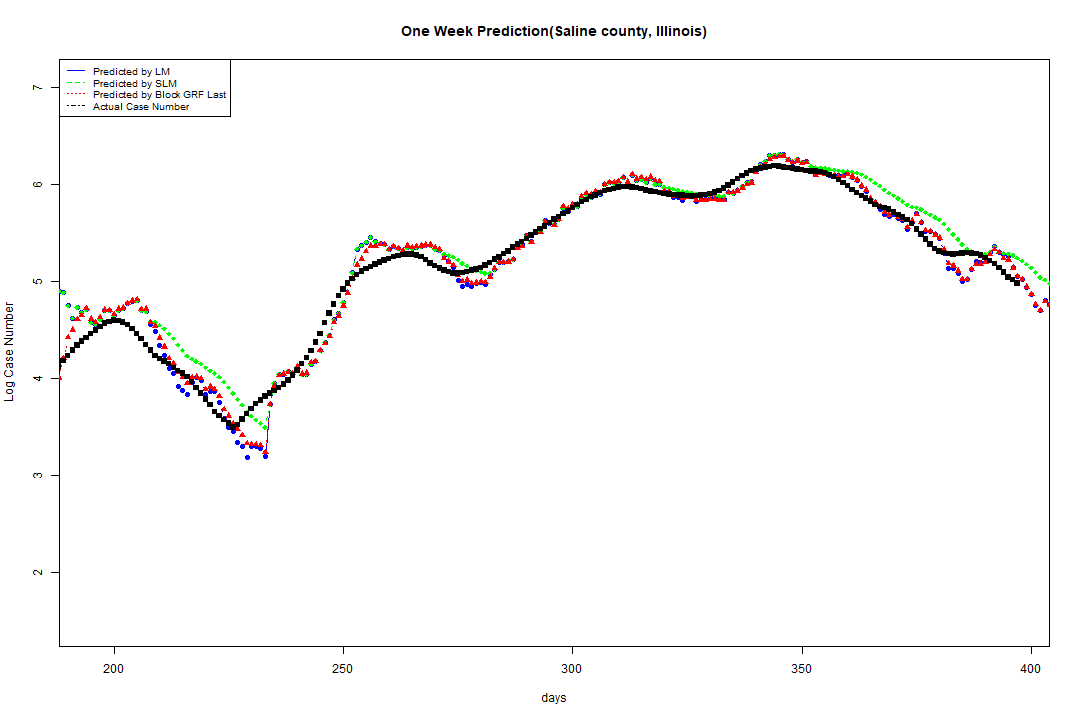 One Week Prediction(Saline county, Illinois)
Predicted by LM
Predicted by SLM
Predicted by Block GRF Last
Actual Case Number
7
6
5
4
3
2
Log Case Number
200 250 300 350 400
days